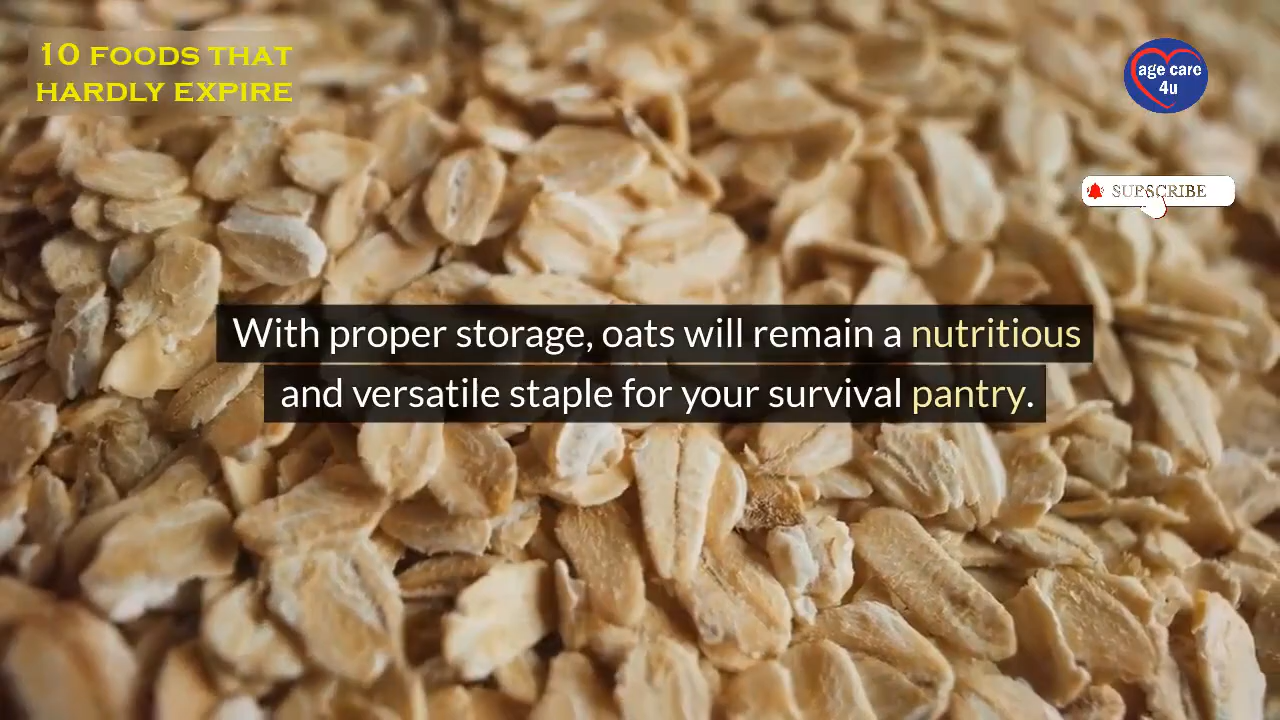 10 FOODS THAT
HARDLY EXPIRE
age care
4u
SUBSCRIBE
With proper storage, oats will remain a nutritious
and versatile staple for your survival pantry.